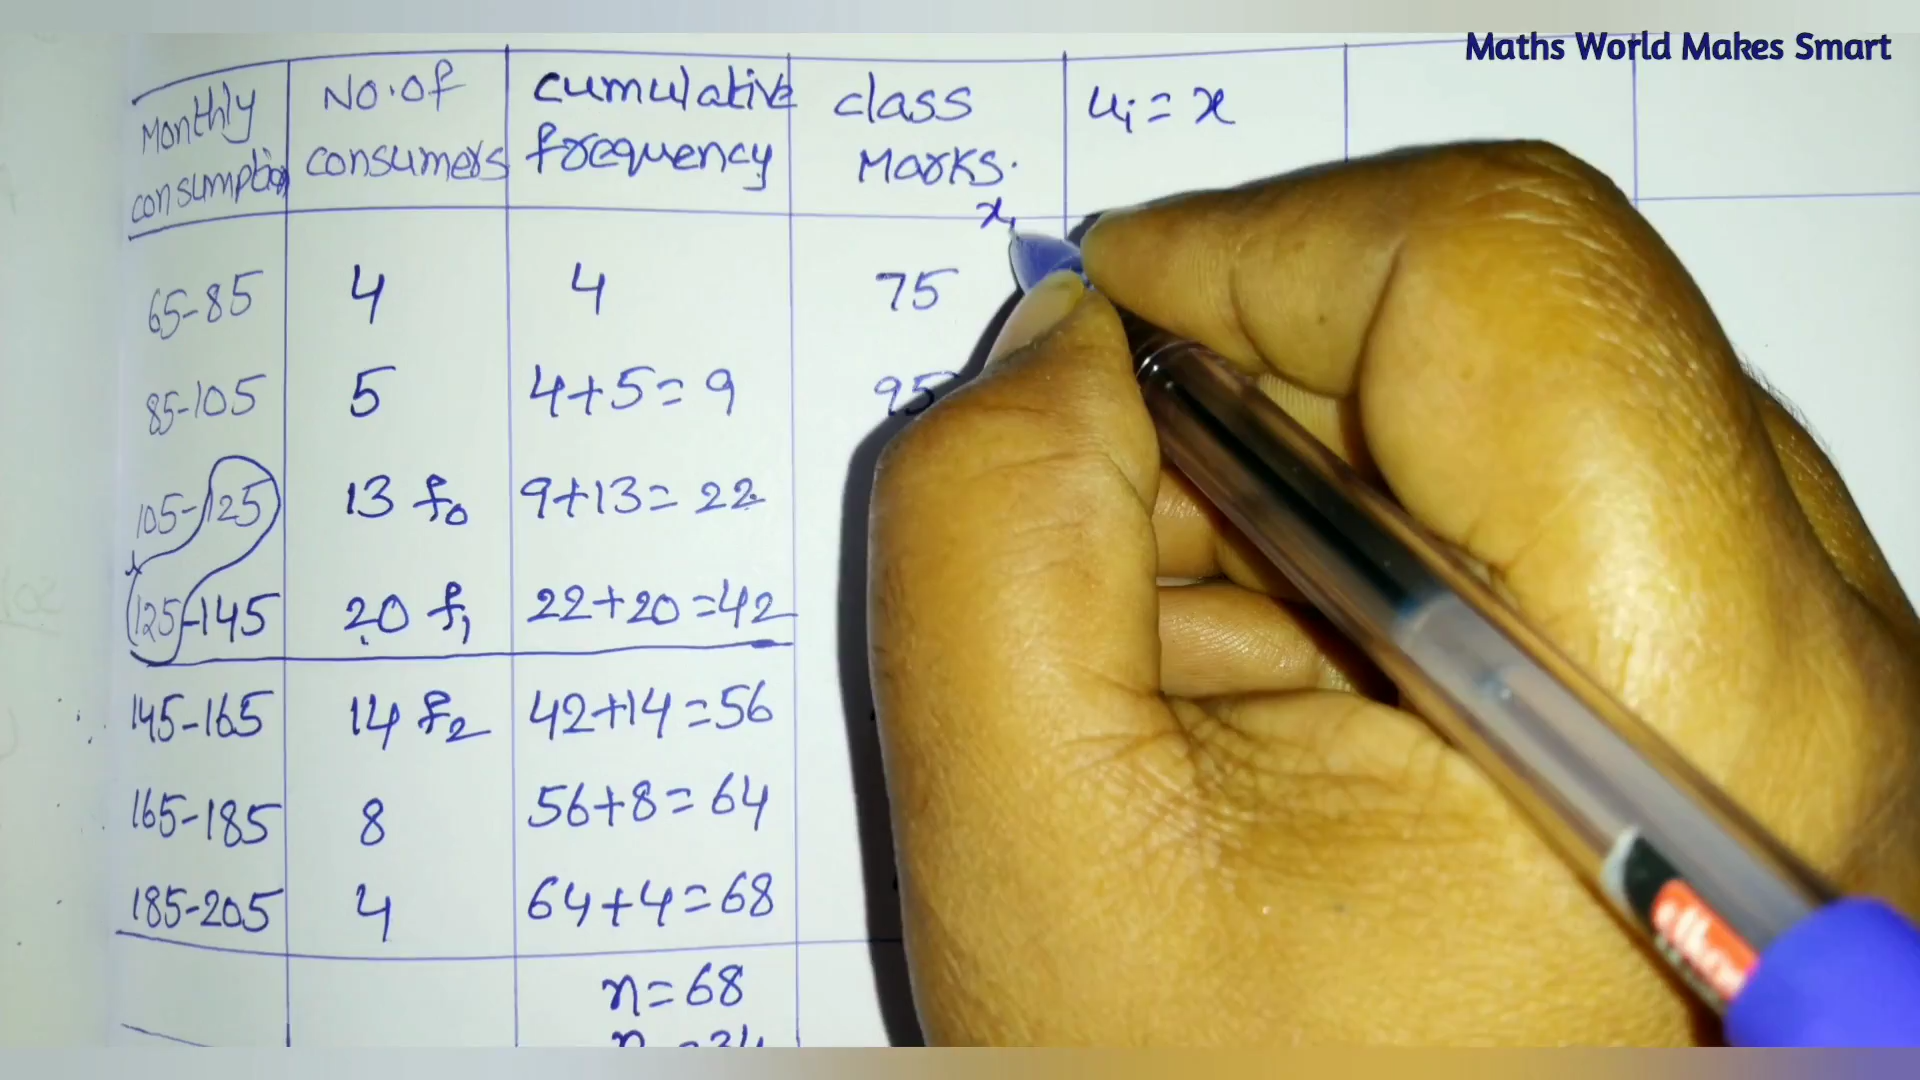 Maths World Makes Smart
Monthly consumption
No. of consumers
cumulative frequency
class Marks.
xi
ui = x
65-85 4 4 75
85-105 5 4+5=9 95
105-125 13 f0 9+13=22
125-145 20 f1 22+20=42
145-165 14 f2 42+14=56
165-185 8 56+8=64
185-205 4 64+4=68
n=68